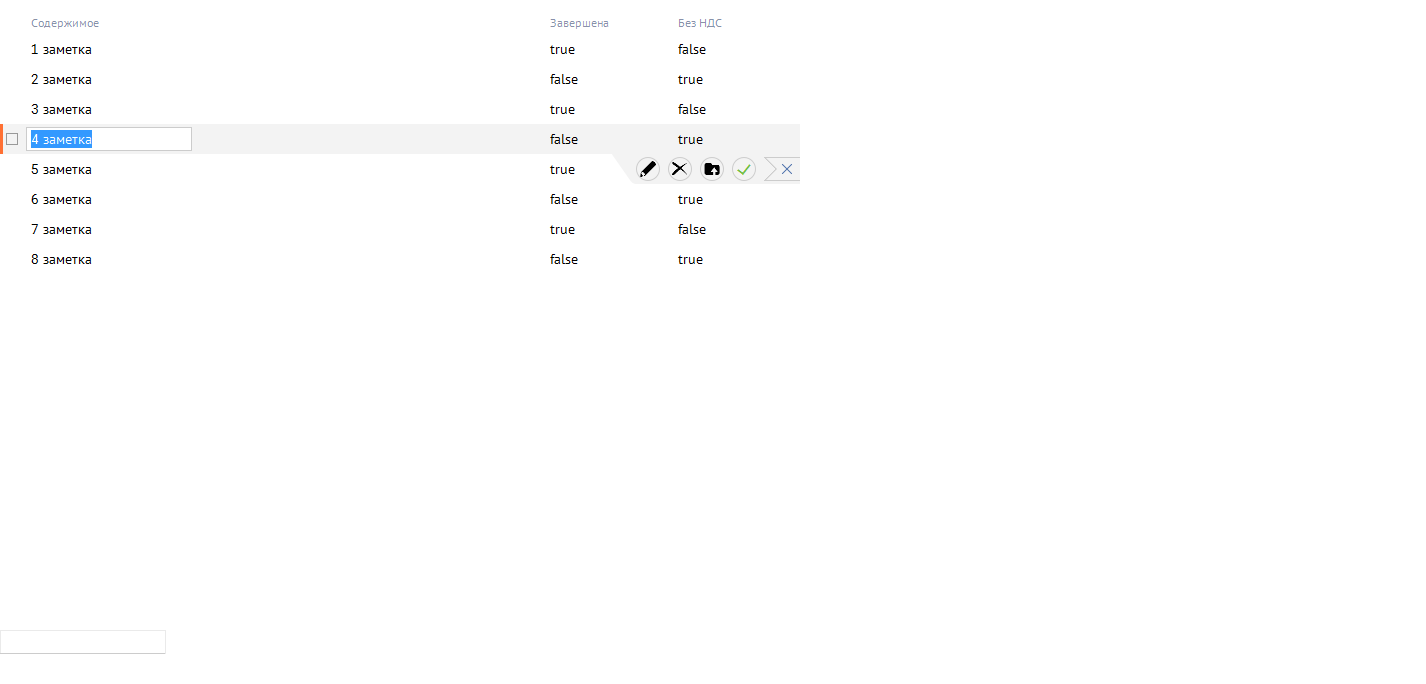 Содержимое Завершена Без НДС
1 заметка true false
2 заметка false true
3 заметка true false
4 заметка false true
5 заметка true
6 заметка false true
7 заметка true false
8 заметка false true